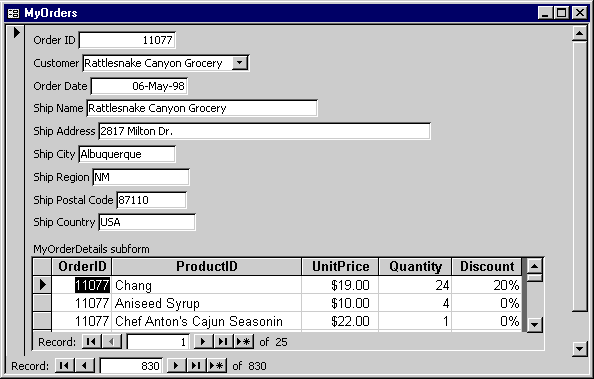 MyOrders
Order ID 11077
Customer Rattlesnake Canyon Grocery
Order Date 06-May-98
Ship Name Rattlesnake Canyon Grocery
Ship Address 2817 Milton Dr.
Ship City Albuquerque
Ship Region NM
Ship Postal Code 87110
Ship Country USA
MyOrderDetails subform
OrderID ProductID UnitPrice Quantity Discount
11077 Chang $19.00 24 20%
11077 Aniseed Syrup $10.00 4 0%
11077 Chef Anton's Cajun Seasonin $22.00 1 0%
Record: 1 of 25
Record: 830 of 830